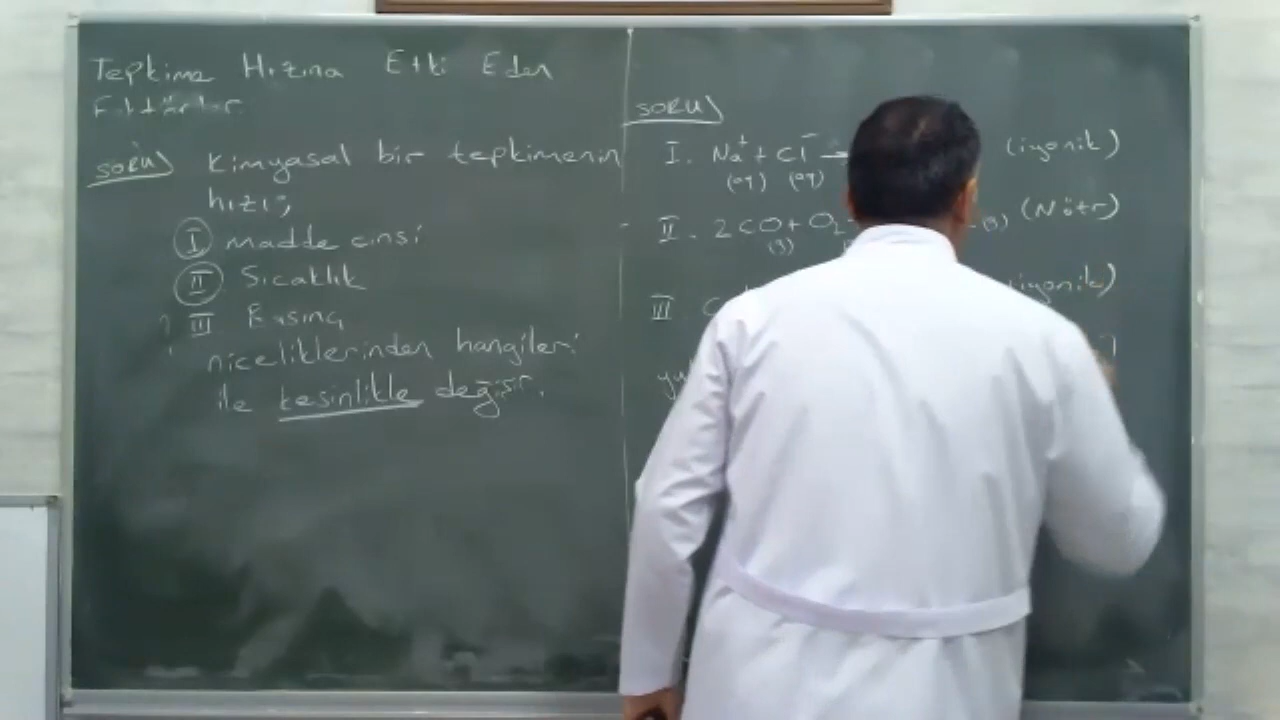 Tepkime Hızına Etki Eden
Faktörler
SORU) Kimyasal bir tepkimenin
hızı;
I madde cinsi
II Sıcaklık
III Basınç
niceliklerinden hangileri
ile kesinlikle değişir.
SORU)
I. Na⁺ + Cl⁻ → (iyonik)
(aq) (aq)
II. 2CO + O₂ (Nötr)
(g) (g)
III C (iyonik)